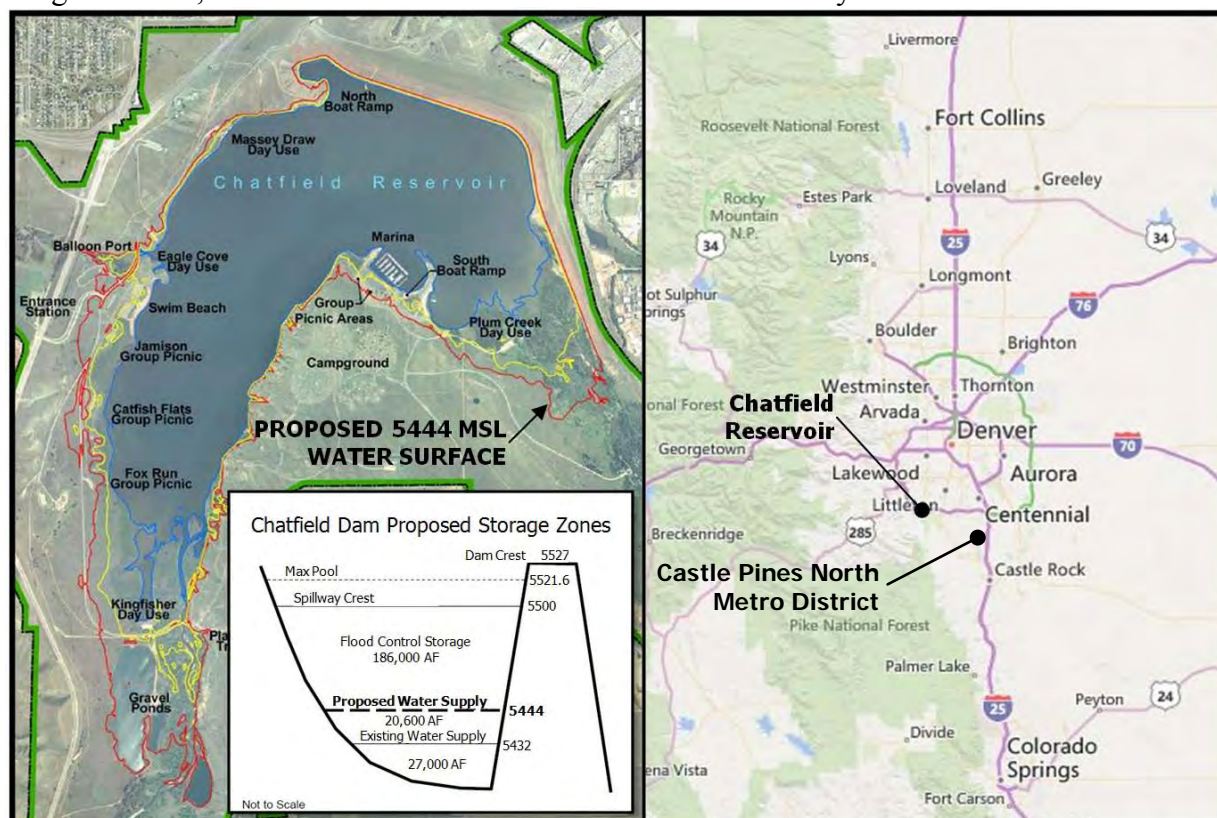 North
Boat Ramp
Massey Draw
Day Use
Chatfield Reservoir
Balloon Port
Eagle Cove
Day Use
Marina
South
Boat Ramp
Entrance
Station
Swim Beach
Group
Picnic Areas
Plum Creek
Day Use
Jamison
Group Picnic
Campground
Catfish Flats
Group Picnic
PROPOSED 5444 MSL
WATER SURFACE
Fox Run
Group Picnic
Kingfisher
Day Use
Gravel
Ponds
Chatfield Dam Proposed Storage Zones
Dam Crest 5527
Max Pool
5521.6
Spillway Crest
5500
Flood Control Storage
186,000 AF
Proposed Water Supply
5444
20,600 AF
Existing Water Supply
5432
27,000 AF
Not to Scale
Livermore
Fort Collins
Roosevelt National Forest
Greeley
Loveland
Estes Park
Rocky
Mountain
N.P.
34
25
34
Lyons
Longmont
76
Boulder
Brighton
Westminster
Thornton
Arvada
Chatfield
Reservoir
Denver
70
Georgetown
Lakewood
Aurora
Centennial
285
Breckenridge
Castle Pines North
Metro District
Castle Rock
Pike National Forest
Palmer Lake
Peyton
24
25
Divide
Colorado
Springs
Fort Carson